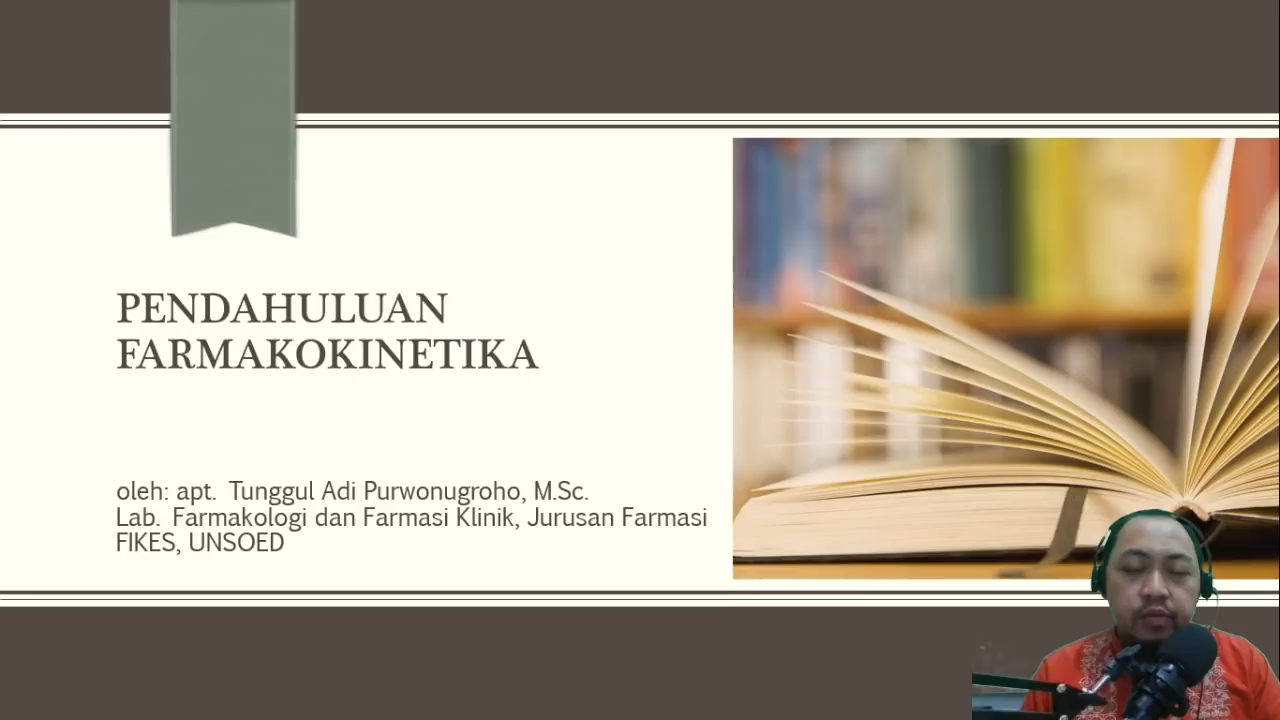 PENDAHULUAN
FARMAKOKINETIKA
oleh: apt. Tunggul Adi Purwonugroho, M.Sc.
Lab. Farmakologi dan Farmasi Klinik, Jurusan Farmasi
FIKES, UNSOED